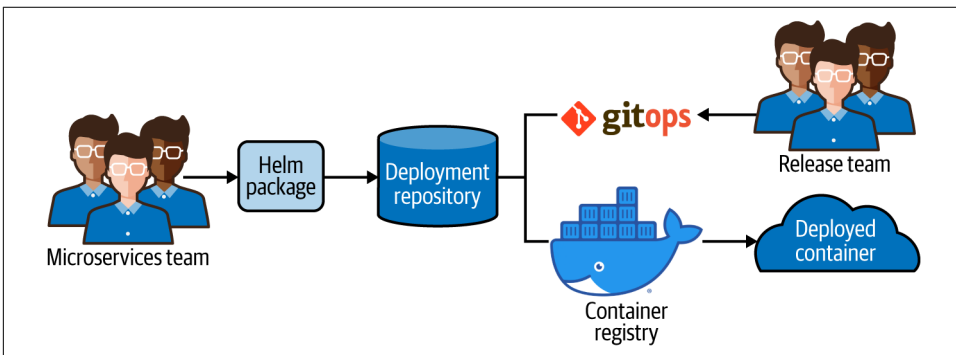 Microservices team
Helm
package
Deployment
repository
gitops
Release team
Container
registry
Deployed
container